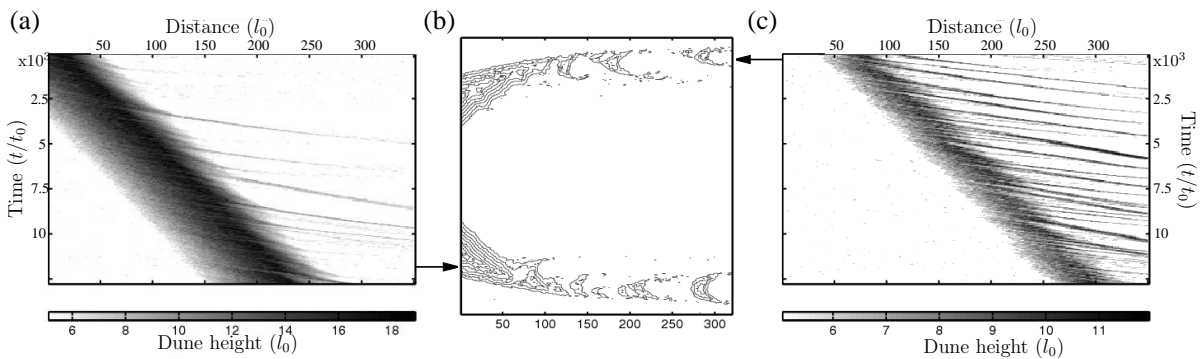 (a)
Distance (l₀)
50 100 150 200 250 300
x10³
2.5
5
7.5
10
Time (t/t₀)
6 8 10 12 14 16 18
Dune height (l₀)
(b)
50 100 150 200 250 300
(c)
Distance (l₀)
50 100 150 200 250 300
x10³
2.5
5
7.5
10
Time (t/t₀)
6 7 8 9 10 11
Dune height (l₀)